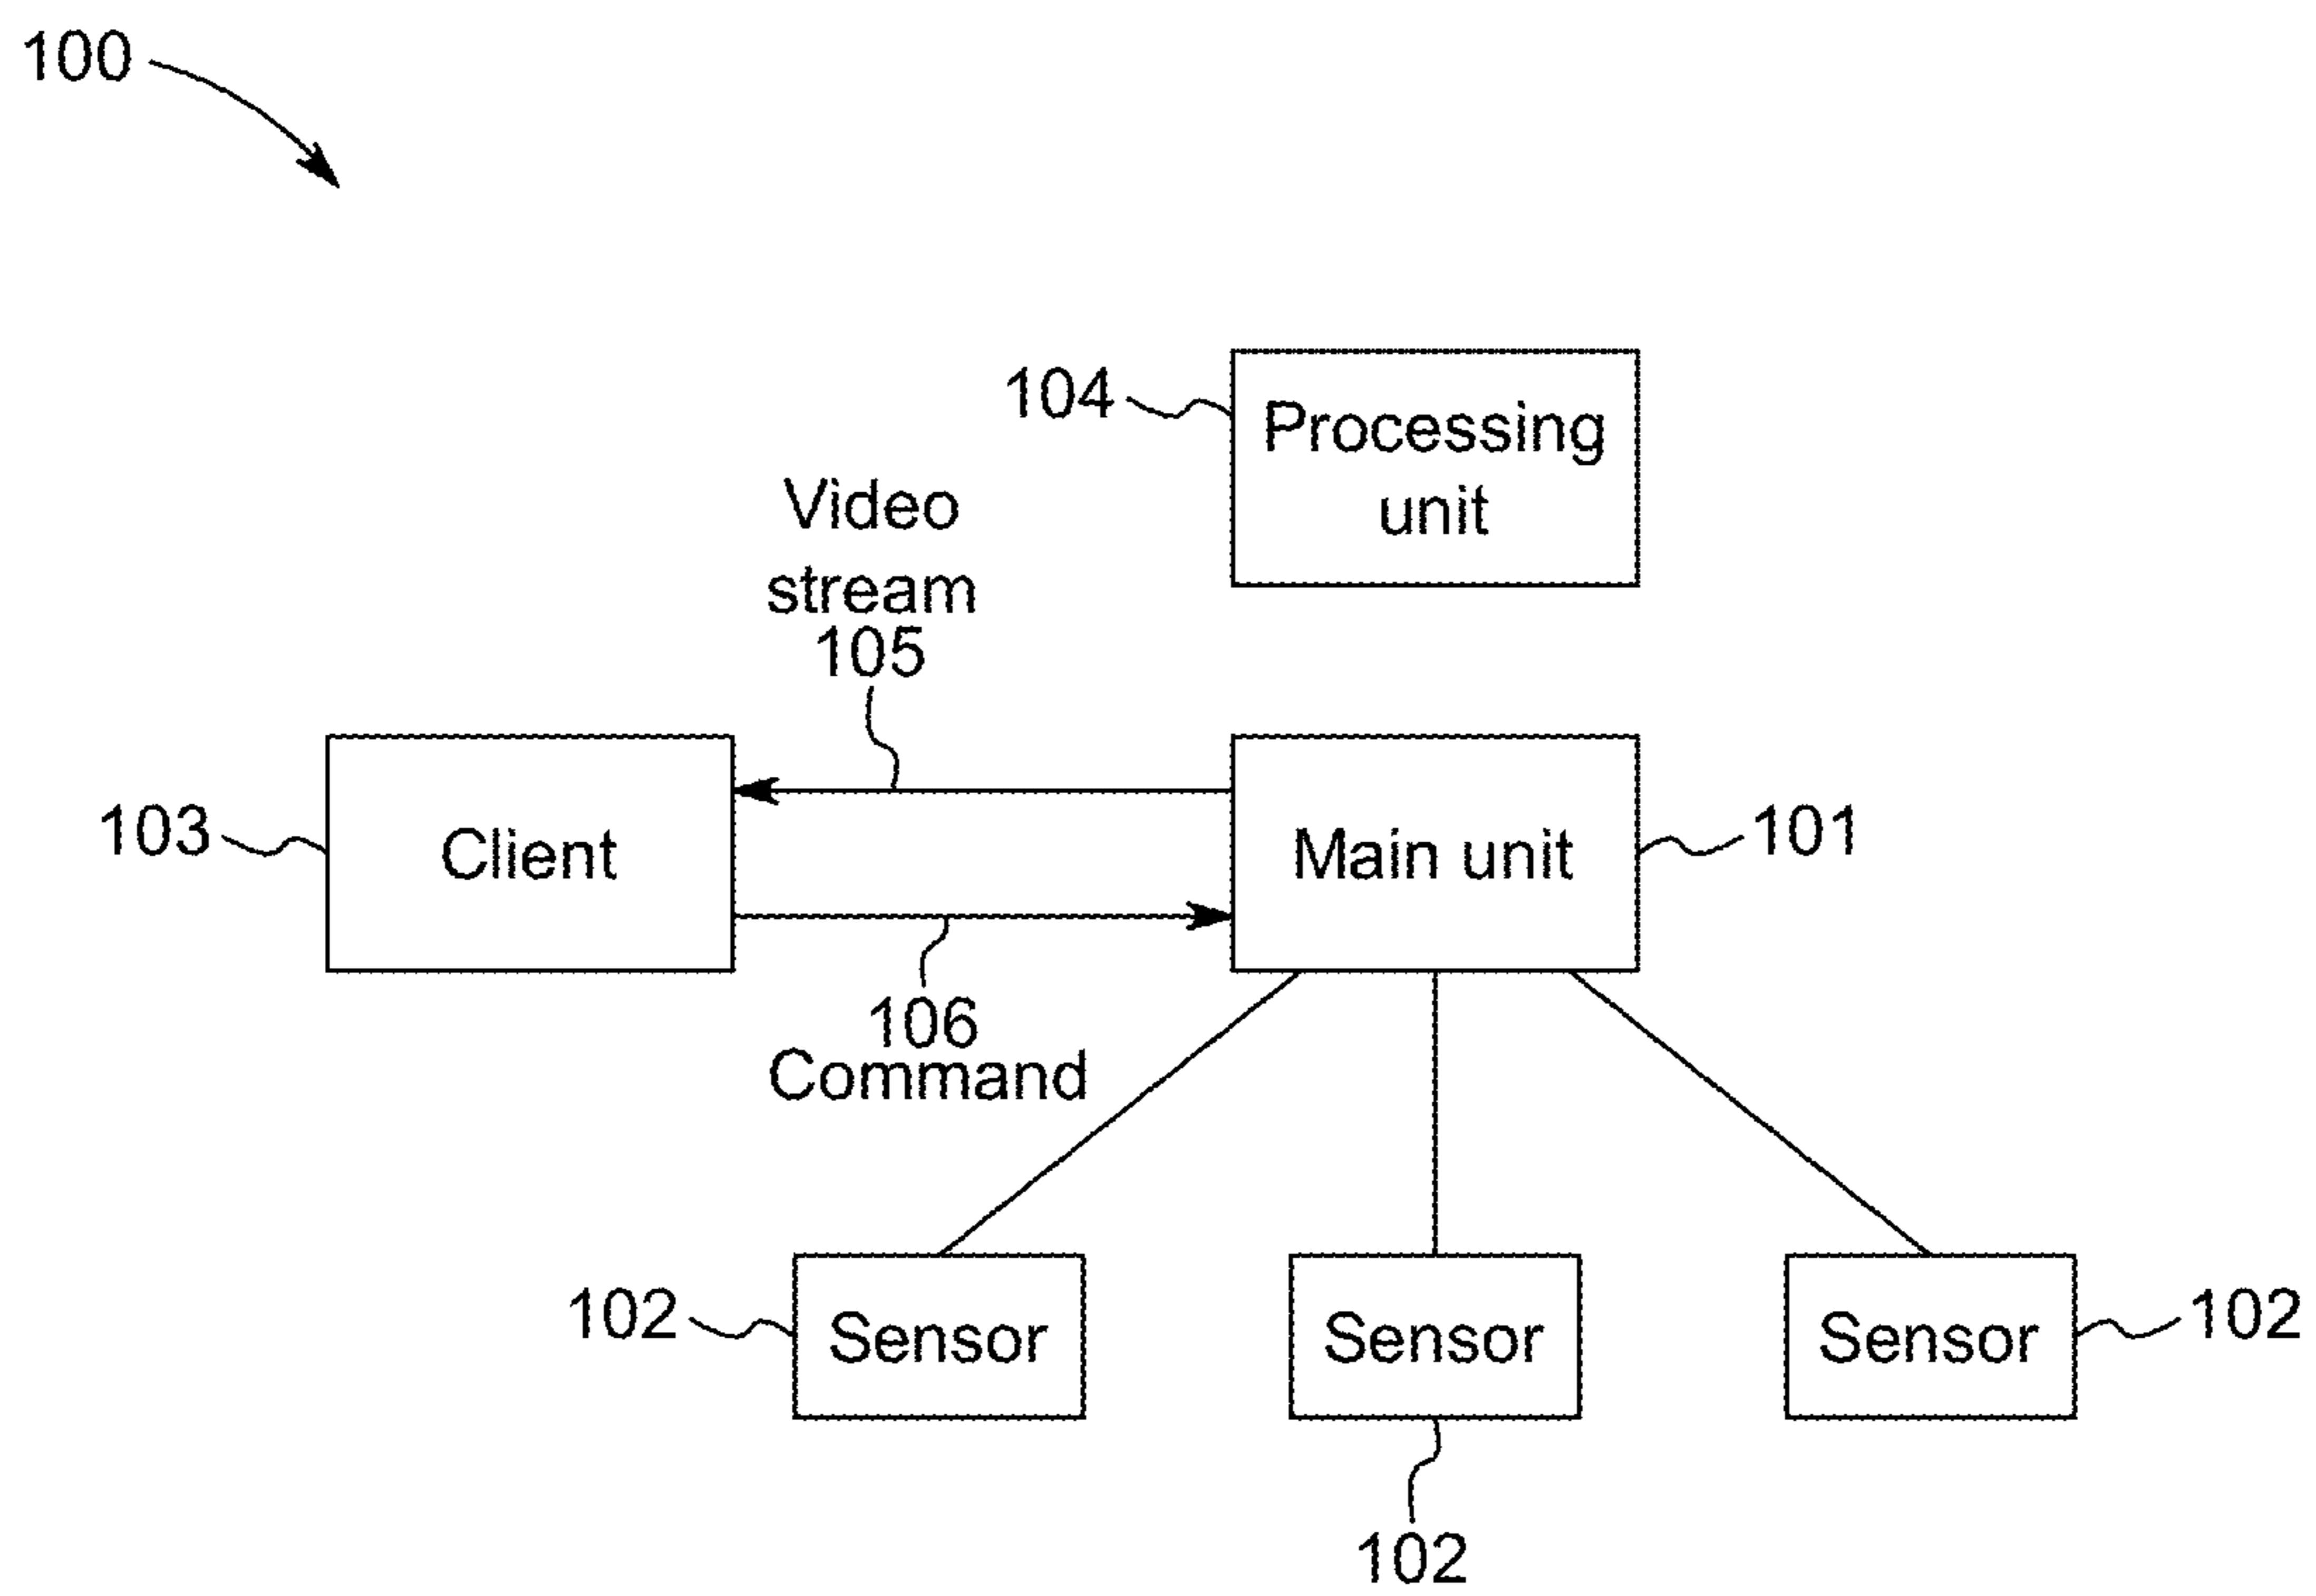 100
104
Processing
unit
Video
stream
105
103
Client
Main unit
101
106
Command
102
Sensor
Sensor
Sensor
102
102